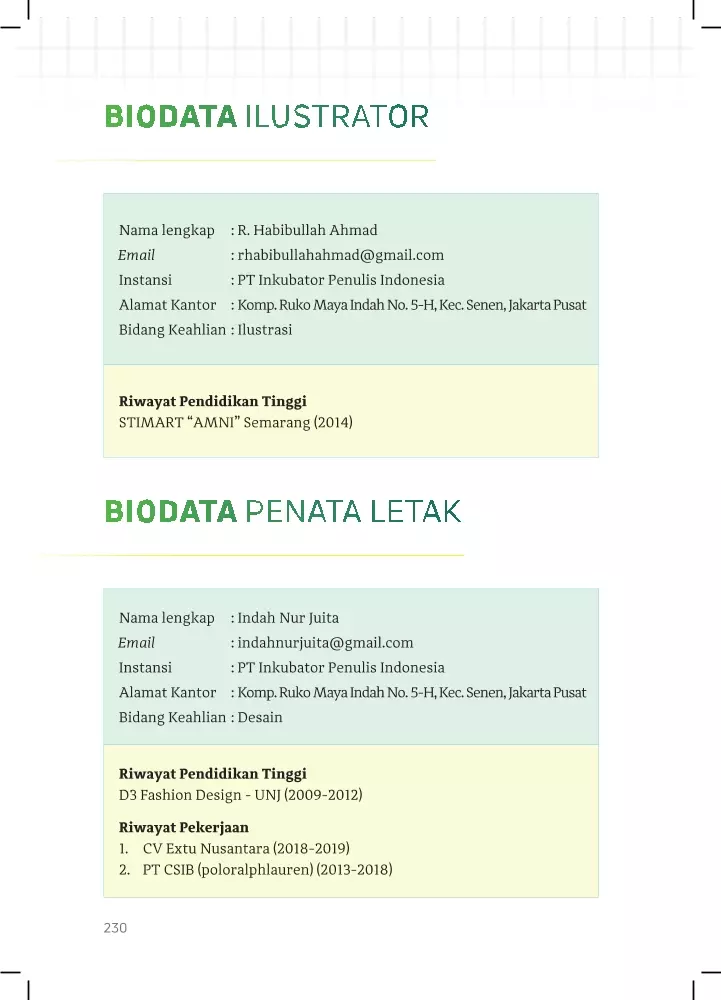 BIODATA ILUSTRATOR
Nama lengkap : R. Habibullah Ahmad
Email : rhabibullahahmad@gmail.com
Instansi : PT Inkubator Penulis Indonesia
Alamat Kantor : Komp. Ruko Maya Indah No. 5-H, Kec. Senen, Jakarta Pusat
Bidang Keahlian : Ilustrasi
Riwayat Pendidikan Tinggi
STIMART “AMNI” Semarang (2014)
BIODATA PENATA LETAK
Nama lengkap : Indah Nur Juita
Email : indahnurjuita@gmail.com
Instansi : PT Inkubator Penulis Indonesia
Alamat Kantor : Komp. Ruko Maya Indah No. 5-H, Kec. Senen, Jakarta Pusat
Bidang Keahlian : Desain
Riwayat Pendidikan Tinggi
D3 Fashion Design - UNJ (2009-2012)
Riwayat Pekerjaan
1. CV Extu Nusantara (2018-2019)
2. PT CSIB (poloralphlauren) (2013-2018)
230